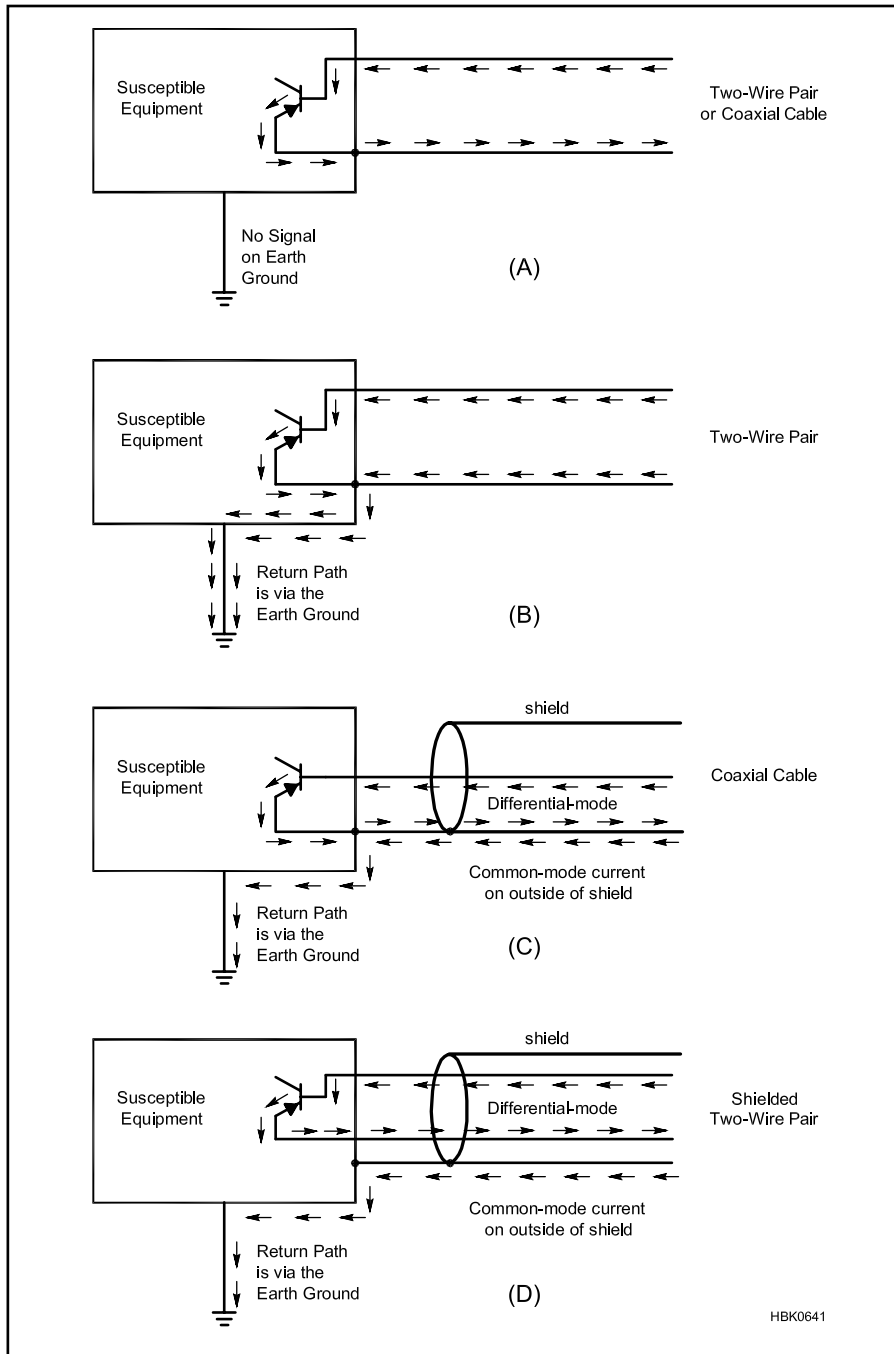 Susceptible
Equipment
Two-Wire Pair
or Coaxial Cable
No Signal
on Earth
Ground
(A)
Susceptible
Equipment
Two-Wire Pair
Return Path
is via the
Earth Ground
(B)
shield
Susceptible
Equipment
Coaxial Cable
Differential-mode
Common-mode current
on outside of shield
Return Path
is via the
Earth Ground
(C)
shield
Susceptible
Equipment
Differential-mode
Shielded
Two-Wire Pair
Common-mode current
on outside of shield
Return Path
is via the
Earth Ground
(D)
HBK0641